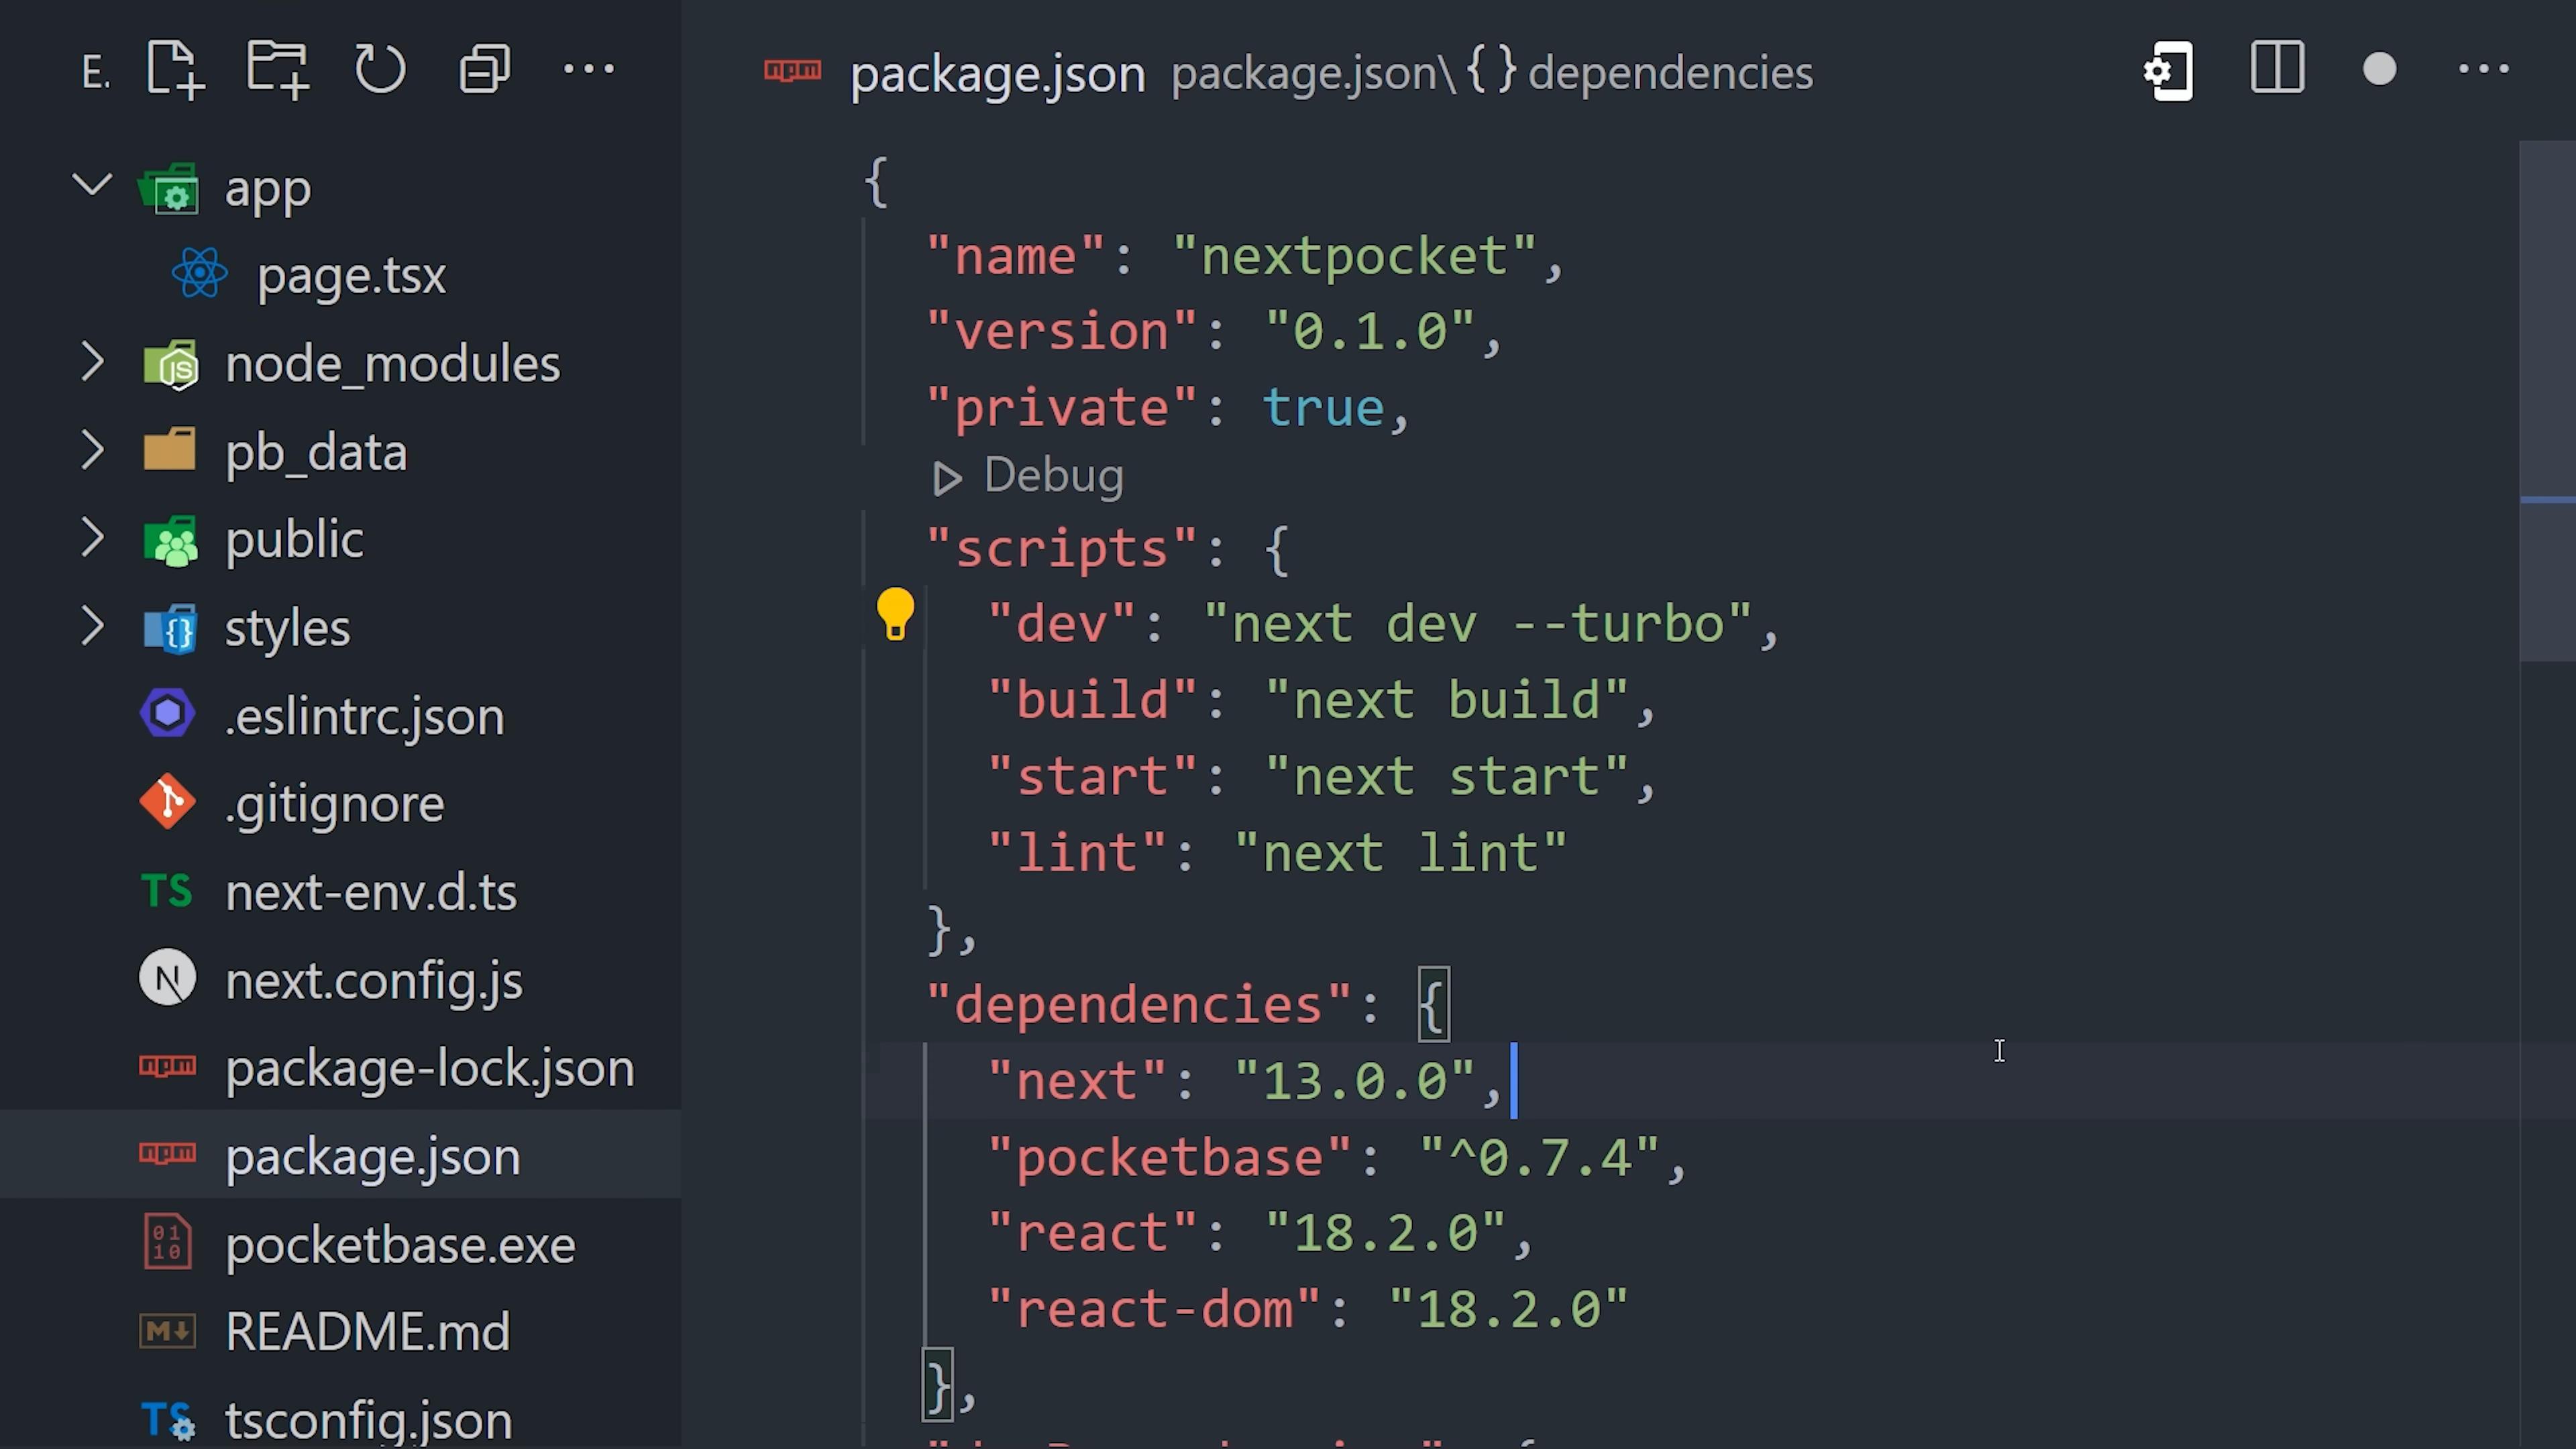 E.
app
page.tsx
node_modules
pb_data
public
styles
.eslintrc.json
.gitignore
next-env.d.ts
next.config.js
package-lock.json
package.json
pocketbase.exe
README.md
tsconfig.json
package.json package.json\{} dependencies
{
"name": "nextpocket",
"version": "0.1.0",
"private": true,
Debug
"scripts": {
"dev": "next dev --turbo",
"build": "next build",
"start": "next start",
"lint": "next lint"
},
"dependencies": {
"next": "13.0.0",
"pocketbase": "^0.7.4",
"react": "18.2.0",
"react-dom": "18.2.0"
},